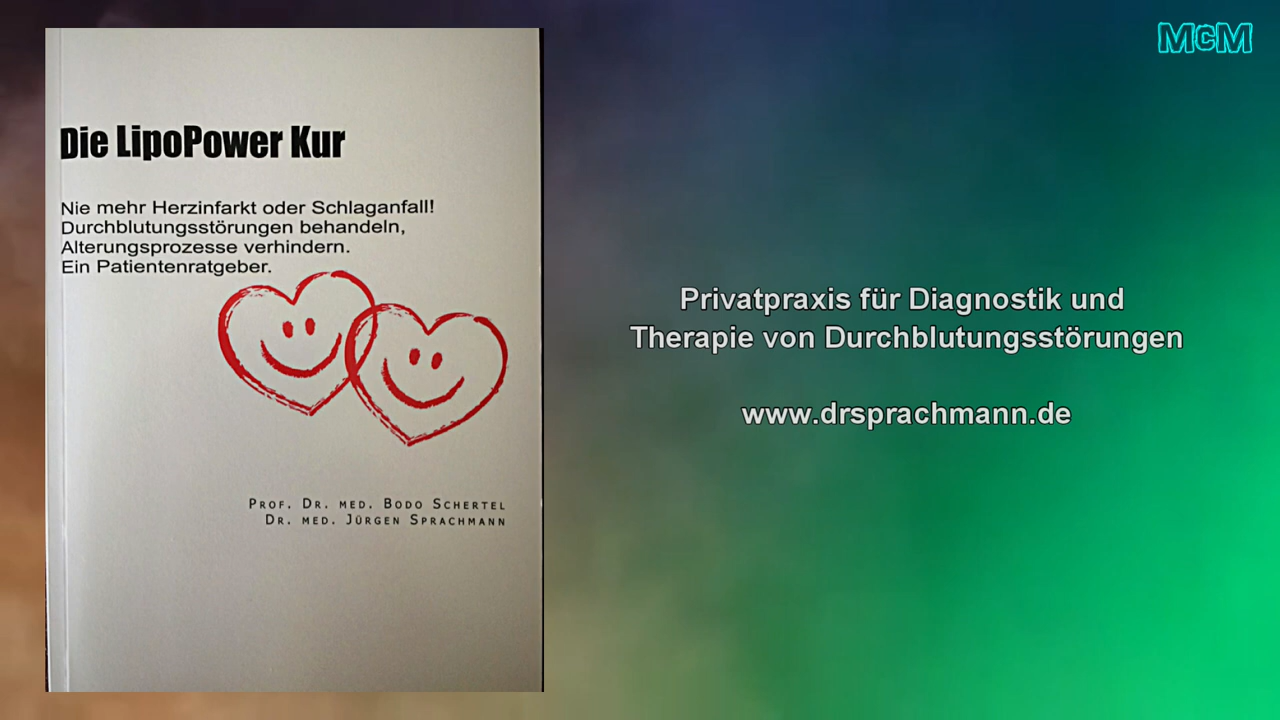 Die LipoPower Kur
Nie mehr Herzinfarkt oder Schlaganfall!
Durchblutungsstörungen behandeln,
Alterungsprozesse verhindern.
Ein Patientenratgeber.
Prof. Dr. med. Bodo Schertel
Dr. med. Jürgen Sprachmann
McM
Privatpraxis für Diagnostik und
Therapie von Durchblutungsstörungen
www.drsprachmann.de